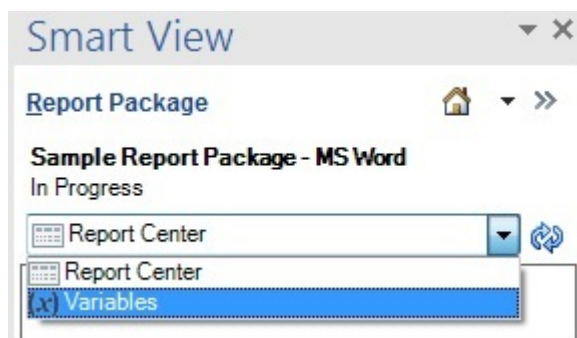 Smart View
Report Package
Sample Report Package - MS Word
In Progress
Report Center
Report Center
(x) Variables